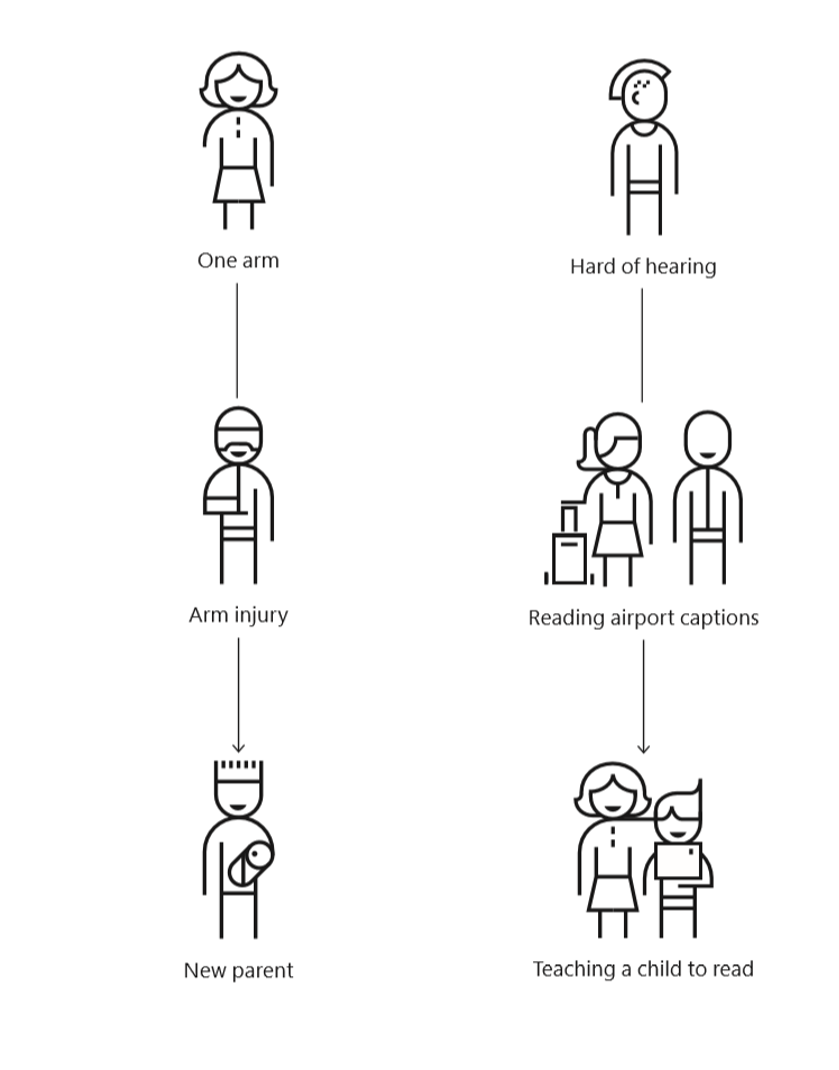 One arm
Hard of hearing
Arm injury
Reading airport captions
New parent
Teaching a child to read